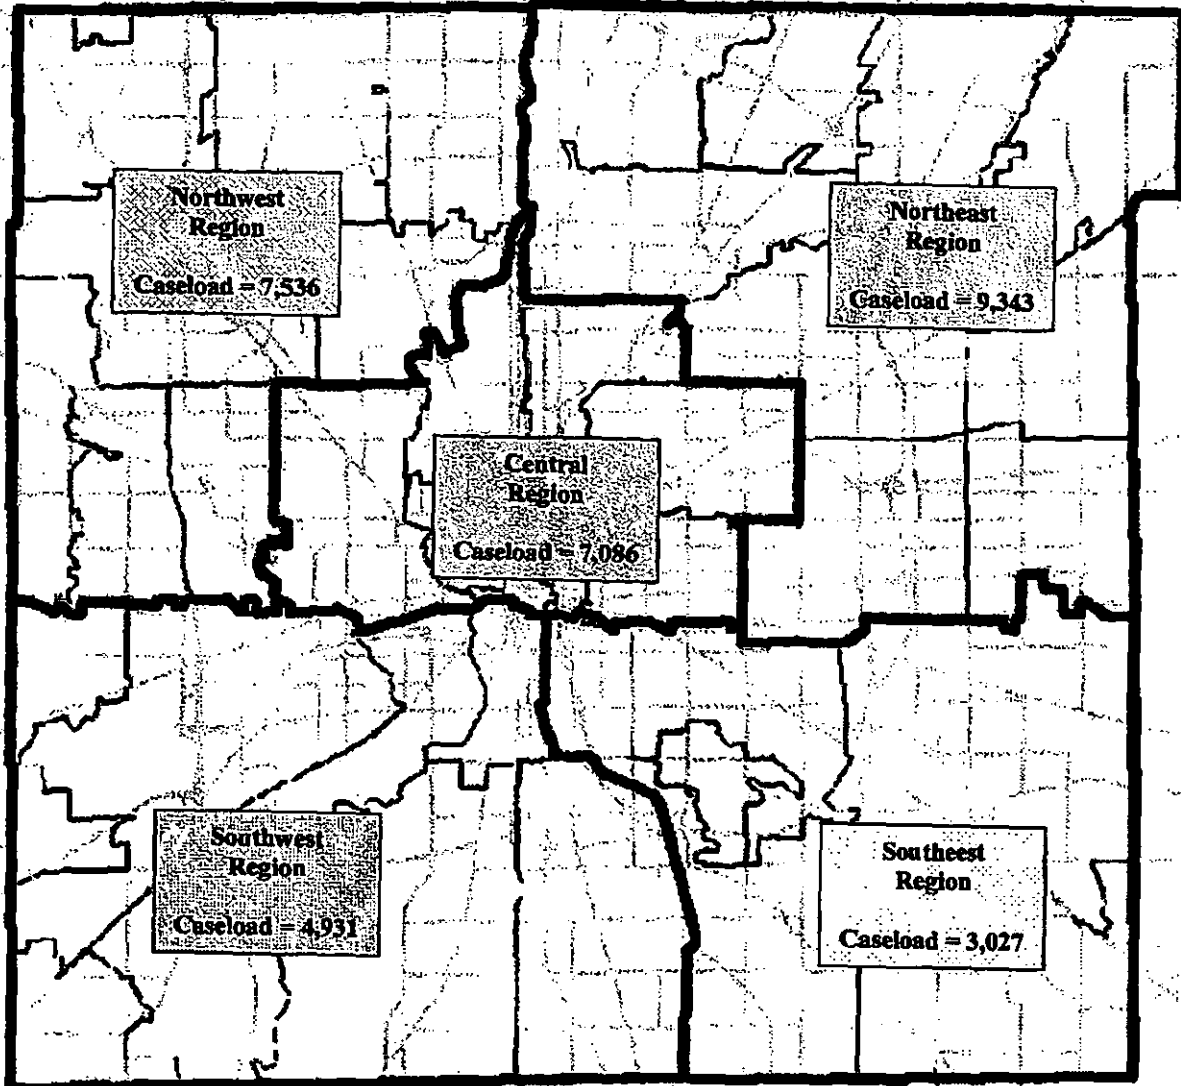 Northwest
Region
Caseload = 7,536
Northeast
Region
Caseload = 9,343
Central
Region
Caseload = 7,086
Southwest
Region
Caseload = 4,931
Southeest
Region
Caseload = 3,027